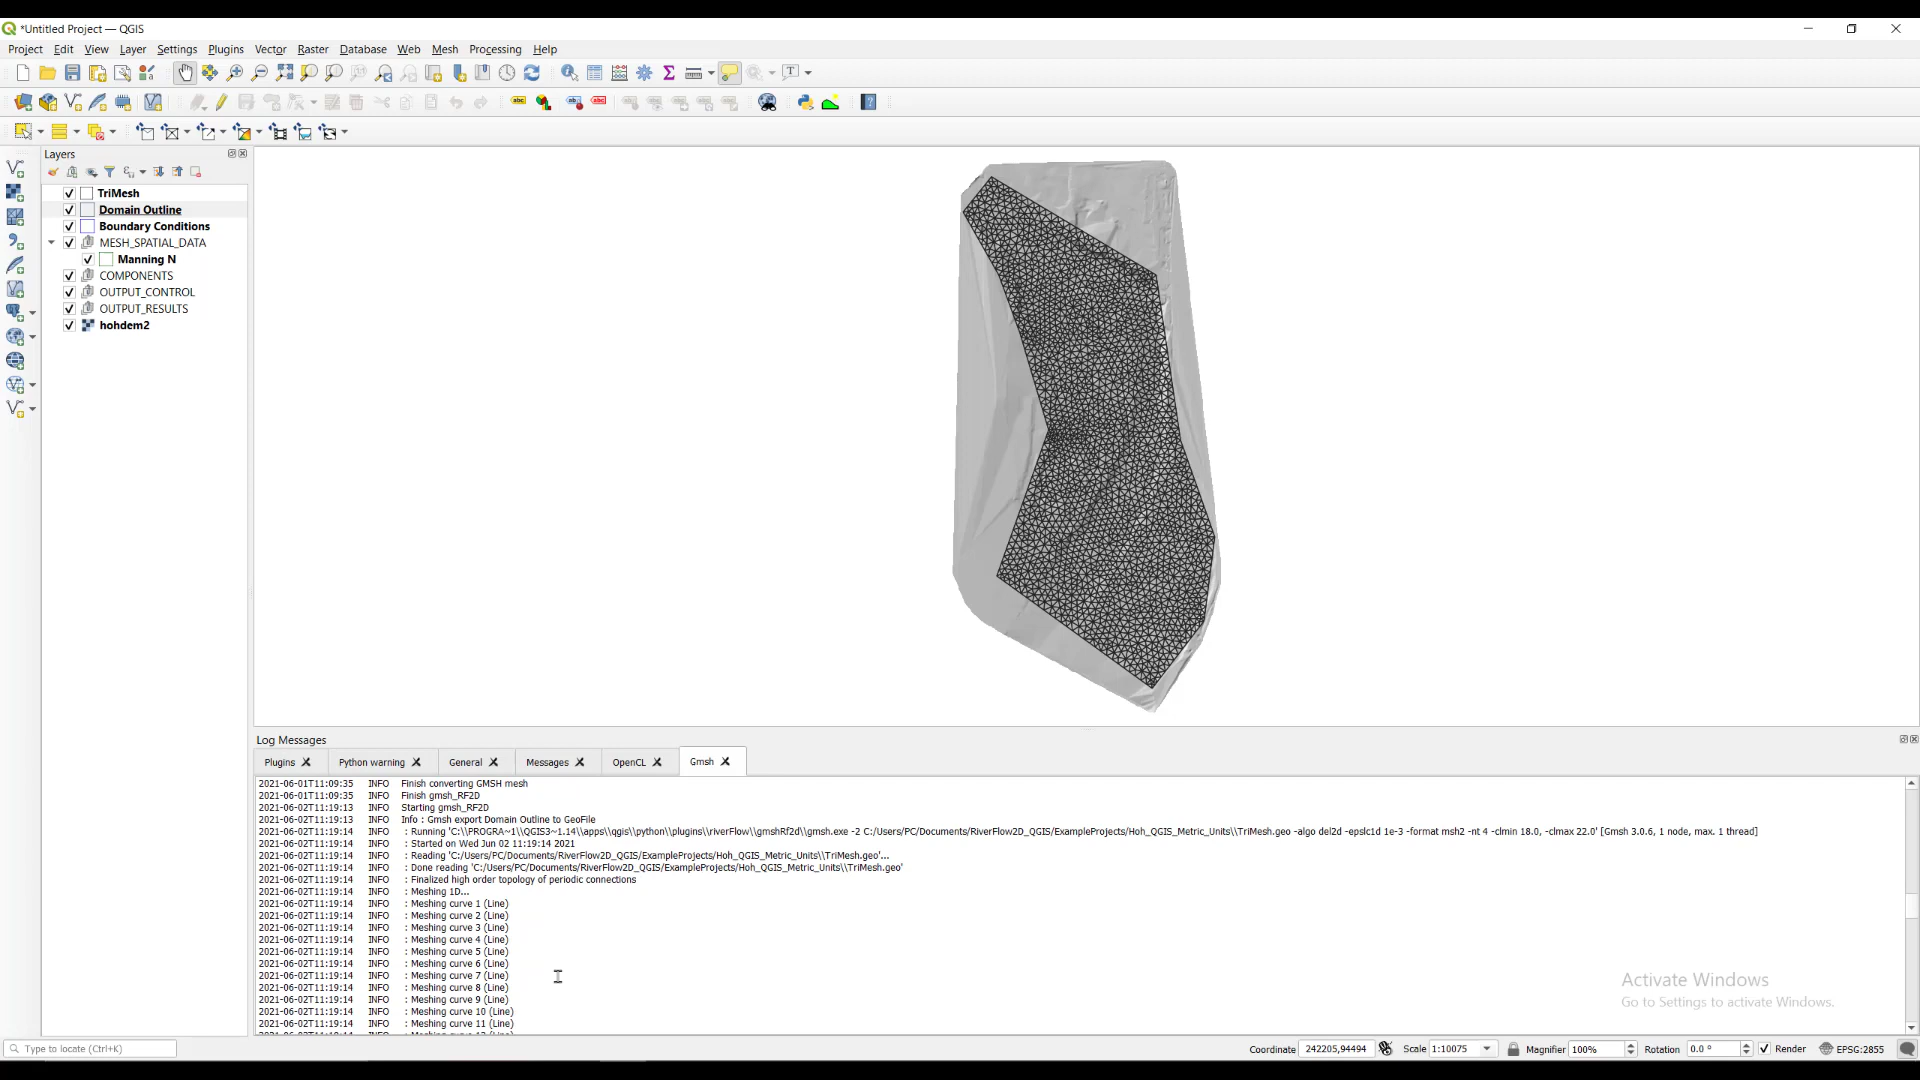 *Untitled Project — QGIS
Project Edit View Layer Settings Plugins Vector Raster Database Web Mesh Processing Help
Layers
TriMesh
Domain Outline
Boundary Conditions
MESH_SPATIAL_DATA
Manning N
COMPONENTS
OUTPUT_CONTROL
OUTPUT_RESULTS
hohdem2
Log Messages
Plugins Python warning General Messages OpenCL Gmsh
2021-06-01T11:09:35 INFO Finish converting GMSH mesh
2021-06-01T11:09:35 INFO Finish gmsh_RF2D
2021-06-02T11:19:13 INFO Starting gmsh_RF2D
2021-06-02T11:19:13 INFO Info : Gmsh export Domain Outline to GeoFile
2021-06-02T11:19:14 INFO : Running 'C:\\PROGRA~1\\QGIS3~1.14\\apps\\qgis\\python\\plugins\\riverFlow\\gmshRf2d\\gmsh.exe -2 C:/Users/PC/Documents/RiverFlow2D_QGIS/ExampleProjects/Hoh_QGIS_Metric_Units\\TriMesh.geo -algo del2d -epslc1d 1e-3 -format msh2 -nt 4 -clmin 18.0, -clmax 22.0' [Gmsh 3.0.6, 1 node, max. 1 thread]
2021-06-02T11:19:14 INFO : Started on Wed Jun 02 11:19:14 2021
2021-06-02T11:19:14 INFO : Reading 'C:/Users/PC/Documents/RiverFlow2D_QGIS/ExampleProjects/Hoh_QGIS_Metric_Units\\TriMesh.geo'...
2021-06-02T11:19:14 INFO : Done reading 'C:/Users/PC/Documents/RiverFlow2D_QGIS/ExampleProjects/Hoh_QGIS_Metric_Units\\TriMesh.geo'
2021-06-02T11:19:14 INFO : Finalized high order topology of periodic connections
2021-06-02T11:19:14 INFO : Meshing 1D...
2021-06-02T11:19:14 INFO : Meshing curve 1 (Line)
2021-06-02T11:19:14 INFO : Meshing curve 2 (Line)
2021-06-02T11:19:14 INFO : Meshing curve 3 (Line)
2021-06-02T11:19:14 INFO : Meshing curve 4 (Line)
2021-06-02T11:19:14 INFO : Meshing curve 5 (Line)
2021-06-02T11:19:14 INFO : Meshing curve 6 (Line)
2021-06-02T11:19:14 INFO : Meshing curve 7 (Line)
2021-06-02T11:19:14 INFO : Meshing curve 8 (Line)
2021-06-02T11:19:14 INFO : Meshing curve 9 (Line)
2021-06-02T11:19:14 INFO : Meshing curve 10 (Line)
2021-06-02T11:19:14 INFO : Meshing curve 11 (Line)
Activate Windows
Go to Settings to activate Windows.
Type to locate (Ctrl+K) Coordinate 242205,94494 Scale 1:10075 Magnifier 100% Rotation 0.0 ° Render EPSG:2855